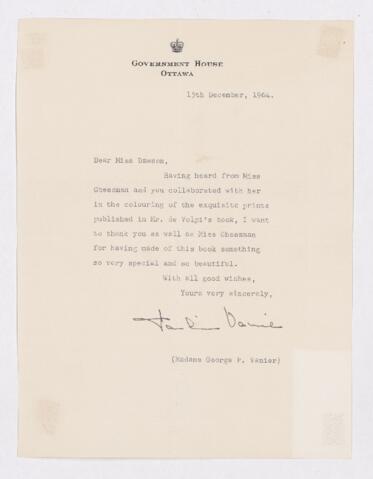 GOVERNMENT HOUSE
OTTAWA
15th December, 1964.
Dear Miss Dawson,
Having heard from Miss
Chessman and you collaborated with her
in the colouring of the exquisite prints
published in Mr. de Volpi's book, I want
to thank you as well as Miss Chessman
for having made of this book something
so very special and so beautiful.
With all good wishes,
Yours very sincerely,
Vanier
(Madame George P. Vanier)